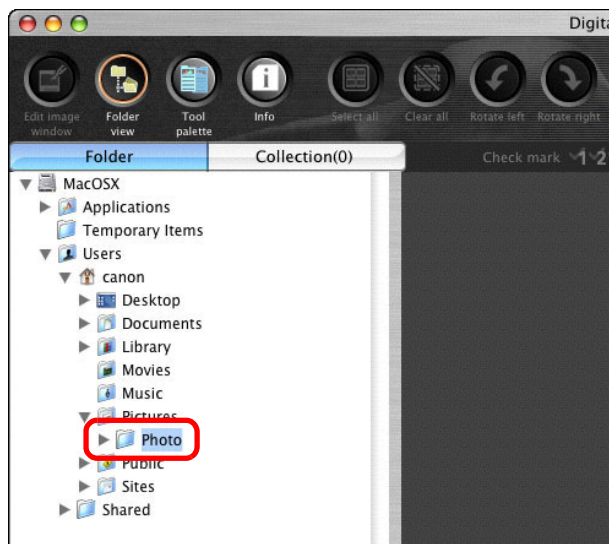 Digita
Edit image window
Folder view
Tool palette
Info
Select all
Clear all
Rotate left
Rotate right
Folder
Collection(0)
Check mark 1 2
MacOSX
Applications
Temporary Items
Users
canon
Desktop
Documents
Library
Movies
Music
Pictures
Photo
Public
Sites
Shared